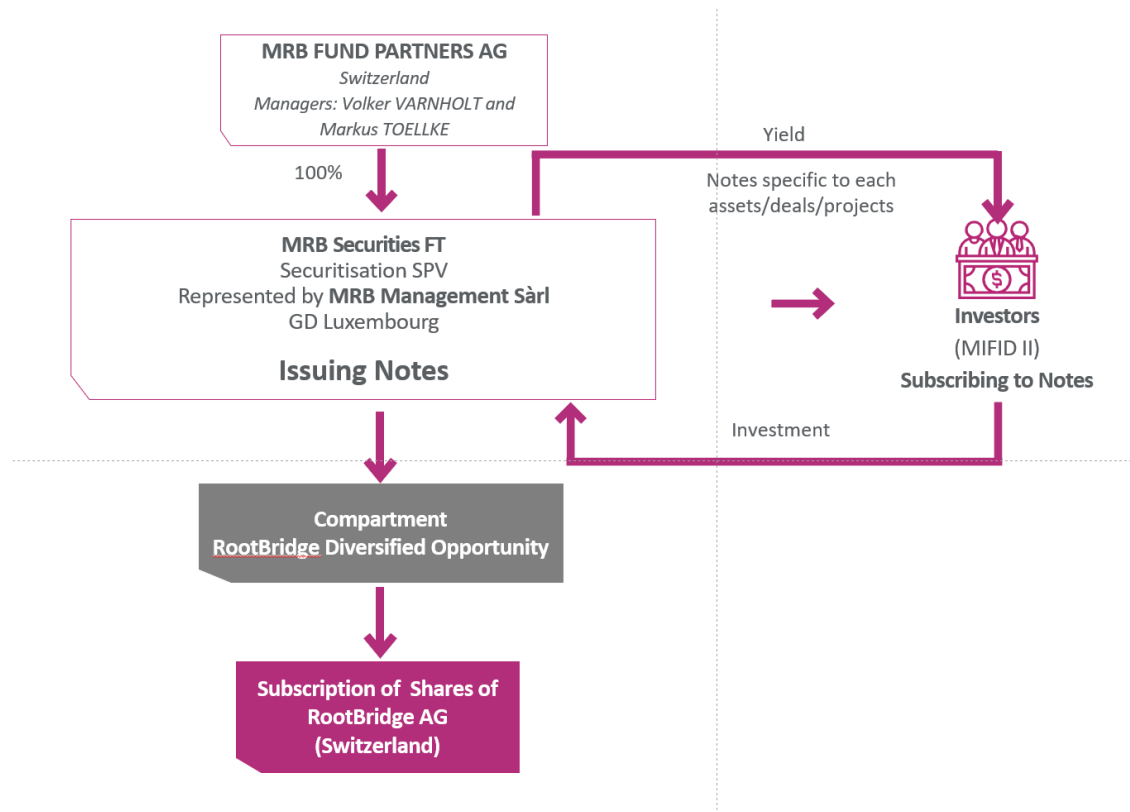 MRB FUND PARTNERS AG
Switzerland
Managers: Volker VARNHOLT and
Markus TOELLKE
100%
Yield
Notes specific to each
assets/deals/projects
MRB Securities FT
Securitisation SPV
Represented by MRB Management Sàrl
GD Luxembourg
Issuing Notes
$
Investors
(MIFID II)
Subscribing to Notes
Investment
Compartment
RootBridge Diversified Opportunity
Subscription of Shares of
RootBridge AG
(Switzerland)